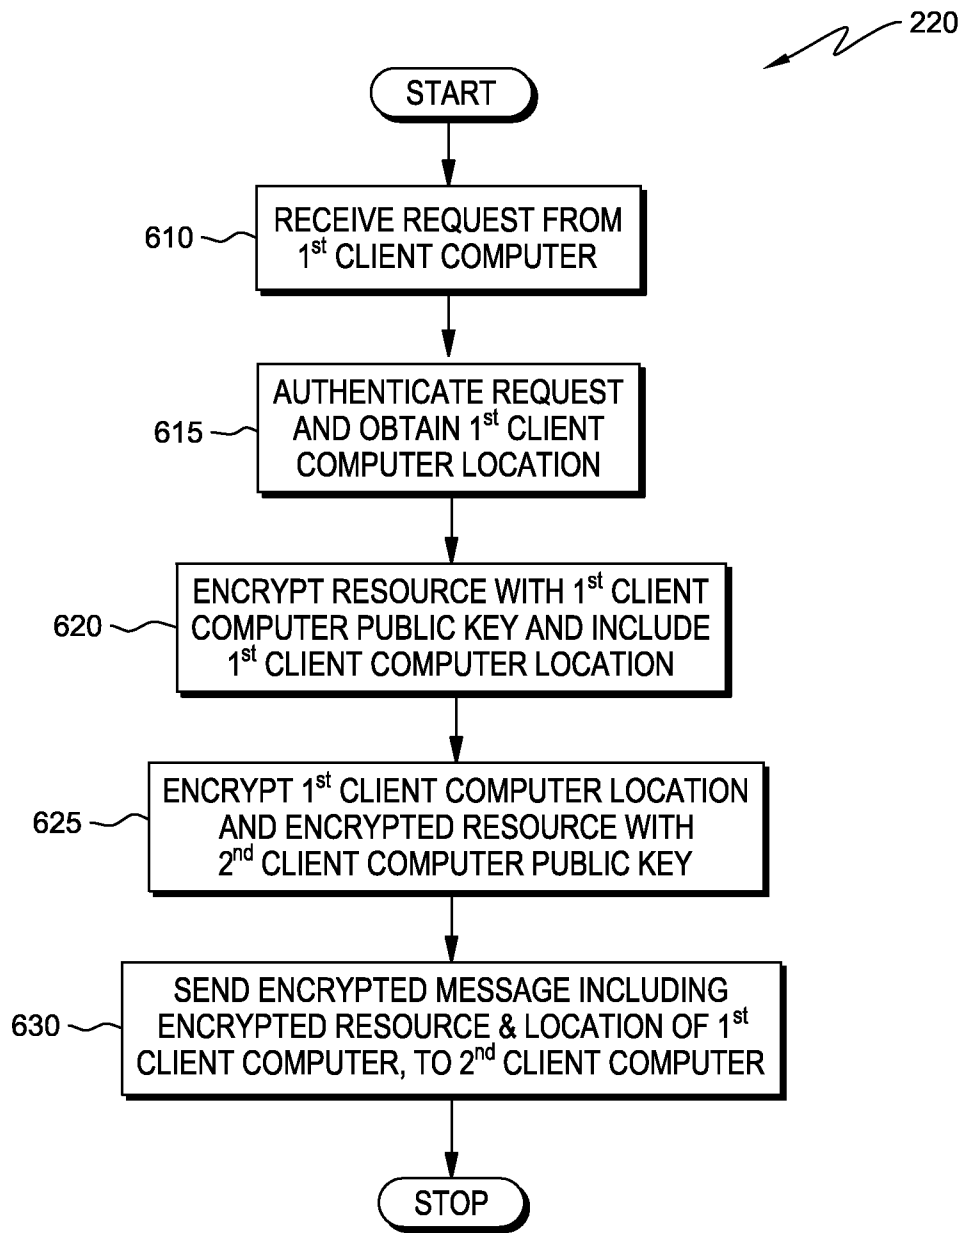 220
START
610
RECEIVE REQUEST FROM
1st CLIENT COMPUTER
615
AUTHENTICATE REQUEST
AND OBTAIN 1st CLIENT
COMPUTER LOCATION
620
ENCRYPT RESOURCE WITH 1st CLIENT
COMPUTER PUBLIC KEY AND INCLUDE
1st CLIENT COMPUTER LOCATION
625
ENCRYPT 1st CLIENT COMPUTER LOCATION
AND ENCRYPTED RESOURCE WITH
2nd CLIENT COMPUTER PUBLIC KEY
630
SEND ENCRYPTED MESSAGE INCLUDING
ENCRYPTED RESOURCE & LOCATION OF 1st
CLIENT COMPUTER, TO 2nd CLIENT COMPUTER
STOP